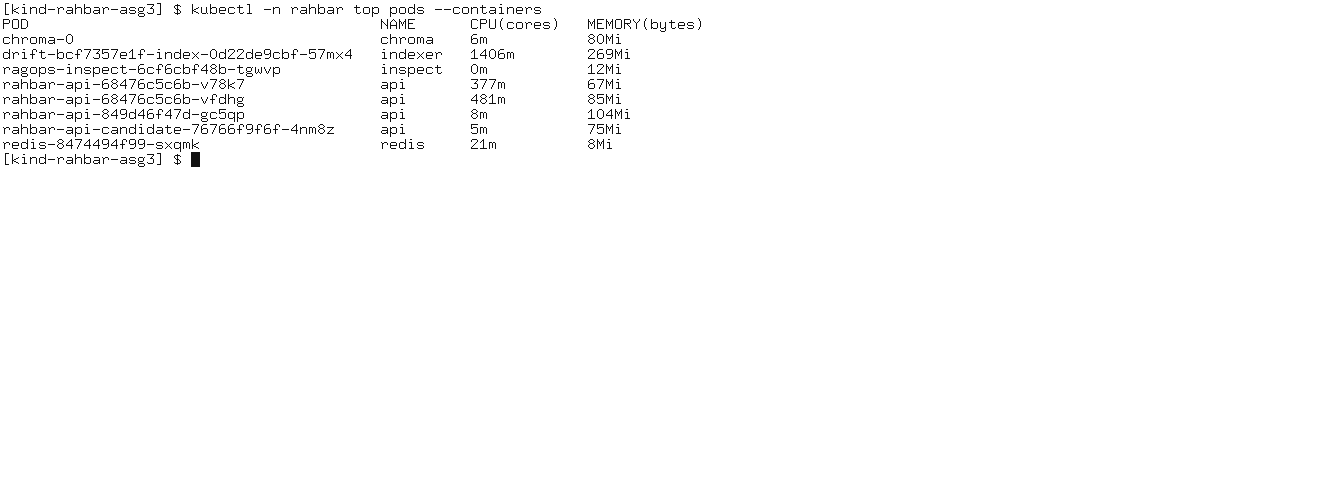 [kind-rahbar-asg3] $ kubectl -n rahbar top pods --containers
POD NAME CPU(cores) MEMORY(bytes)
chroma-0 chroma 6m 80Mi
drift-bcf7357e1f-index-0d22de9cbf-57mx4 indexer 1406m 269Mi
ragops-inspect-6cf6cbf48b-tgwvp inspect 0m 12Mi
rahbar-api-68476c5c6b-v78k7 api 377m 67Mi
rahbar-api-68476c5c6b-vfdhg api 481m 85Mi
rahbar-api-849d46f47d-gc5qp api 8m 104Mi
rahbar-api-candidate-76766f9f6f-4nm8z api 5m 75Mi
redis-8474494f99-sxqmk redis 21m 8Mi
[kind-rahbar-asg3] $